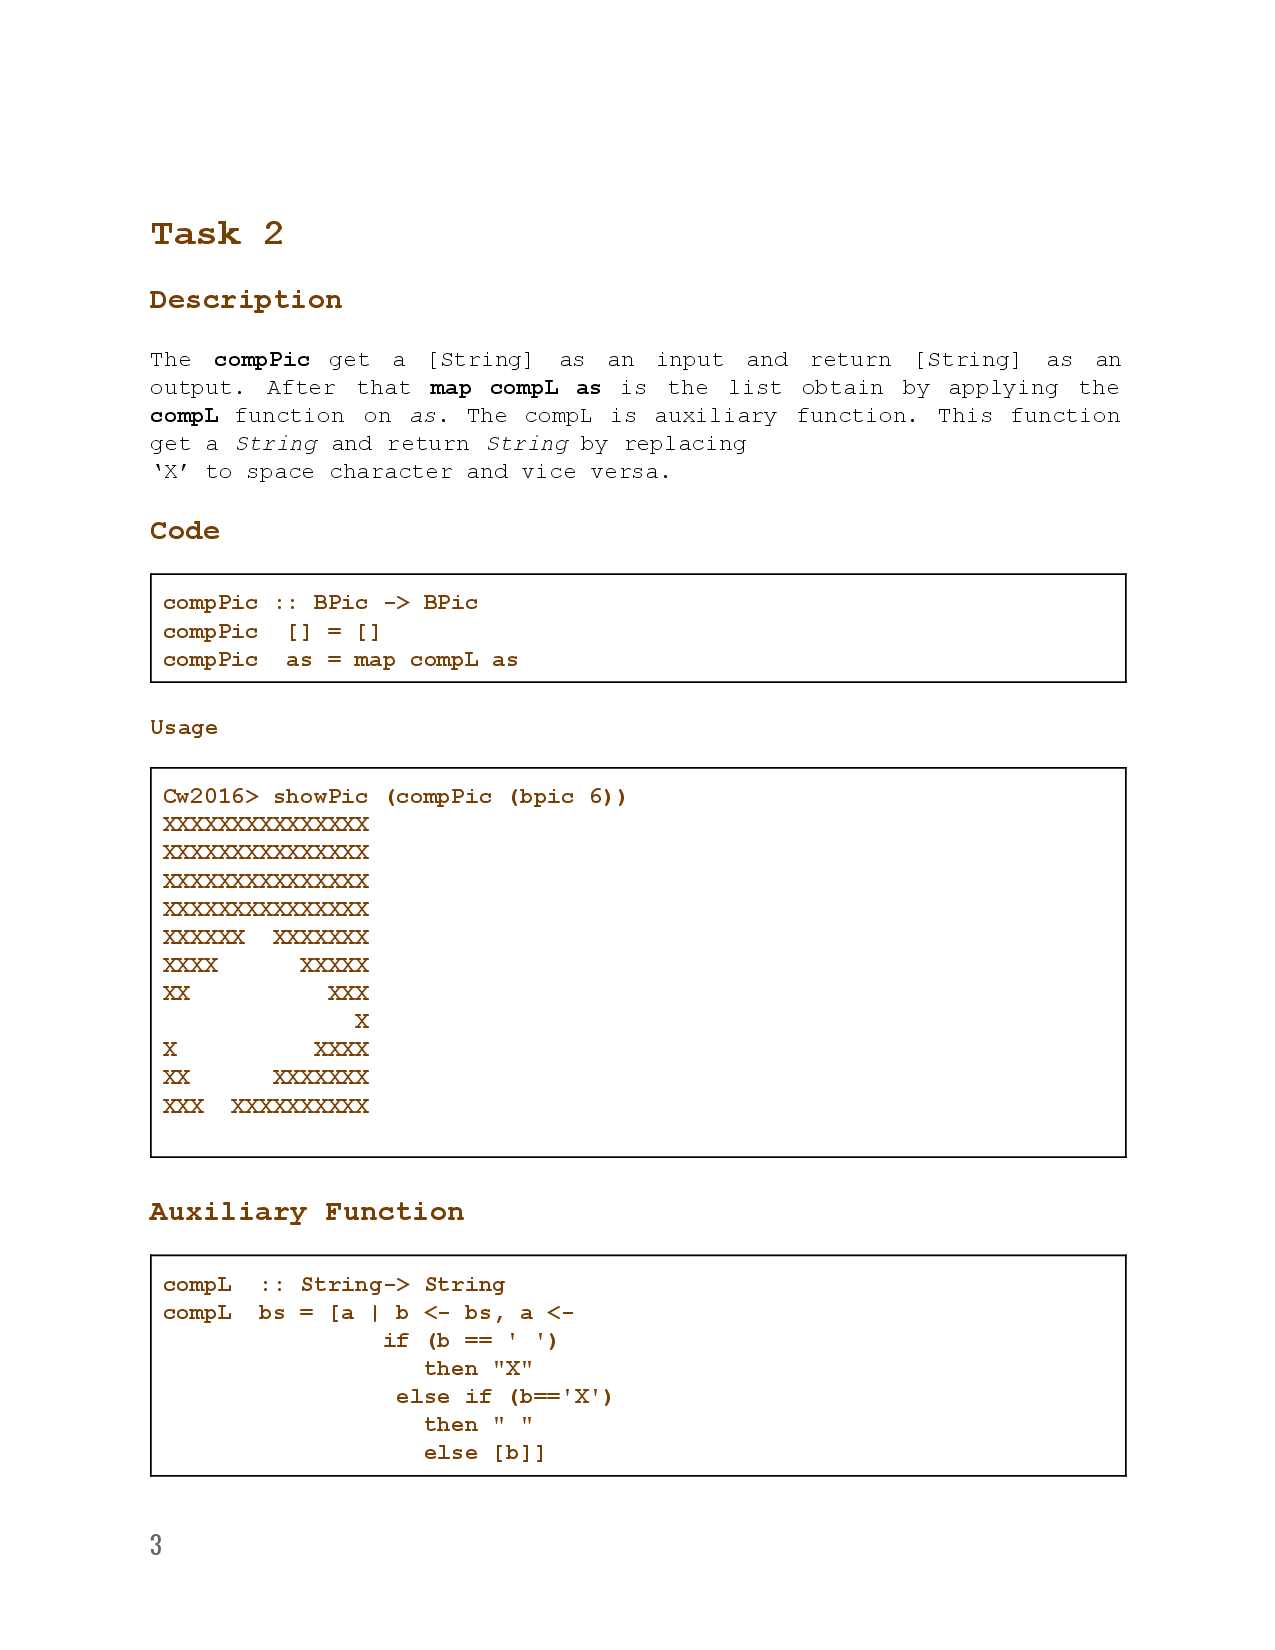 Task 2
Description
The compPic get a [String] as an input and return [String] as an
output. After that map compL as is the list obtain by applying the
compL function on as. The compL is auxiliary function. This function
get a String and return String by replacing
‘X’ to space character and vice versa.
Code
compPic :: BPic -> BPic
compPic  [] = []
compPic  as = map compL as
Usage
Cw2016> showPic (compPic (bpic 6))
XXXXXXXXXXXXXXX
XXXXXXXXXXXXXXX
XXXXXXXXXXXXXXX
XXXXXXXXXXXXXXX
XXXXXX  XXXXXXX
XXXX      XXXXX
XX          XXX
              X
X          XXXX
XX      XXXXXXX
XXX  XXXXXXXXXX
Auxiliary Function
compL  :: String-> String
compL  bs = [a | b <- bs, a <-
                if (b == ' ')
                   then "X"
                 else if (b=='X')
                   then " "
                   else [b]]
3